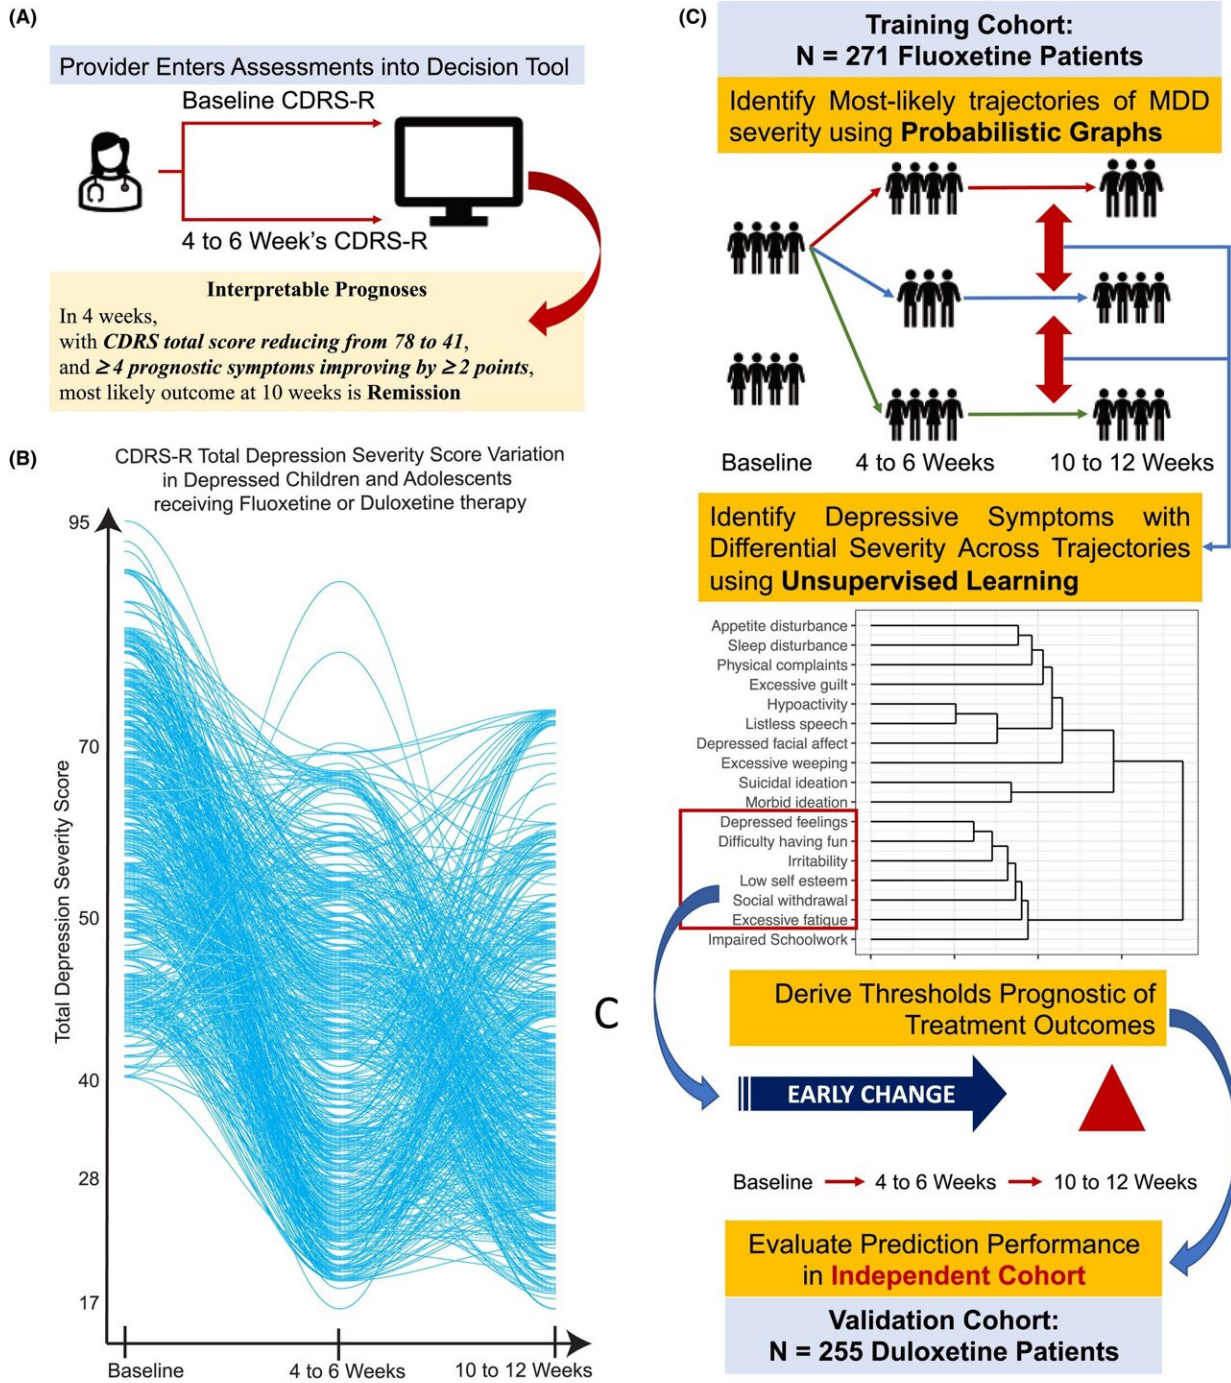 (A)
Provider Enters Assessments into Decision Tool
Baseline CDRS-R
4 to 6 Week's CDRS-R
Interpretable Prognoses
In 4 weeks,
with CDRS total score reducing from 78 to 41,
and ≥4 prognostic symptoms improving by ≥2 points,
most likely outcome at 10 weeks is Remission
(B)
CDRS-R Total Depression Severity Score Variation
in Depressed Children and Adolescents
receiving Fluoxetine or Duloxetine therapy
Total Depression Severity Score
95
70
50
40
28
17
Baseline
4 to 6 Weeks
10 to 12 Weeks
(C)
Training Cohort:
N = 271 Fluoxetine Patients
Identify Most-likely trajectories of MDD
severity using Probabilistic Graphs
Baseline
4 to 6 Weeks
10 to 12 Weeks
Identify Depressive Symptoms with
Differential Severity Across Trajectories
using Unsupervised Learning
Appetite disturbance
Sleep disturbance
Physical complaints
Excessive guilt
Hypoactivity
Listless speech
Depressed facial affect
Excessive weeping
Suicidal ideation
Morbid ideation
Depressed feelings
Difficulty having fun
Irritability
Low self esteem
Social withdrawal
Excessive fatigue
Impaired Schoolwork
C
Derive Thresholds Prognostic of
Treatment Outcomes
EARLY CHANGE
Baseline
4 to 6 Weeks
10 to 12 Weeks
Evaluate Prediction Performance
in Independent Cohort
Validation Cohort:
N = 255 Duloxetine Patients